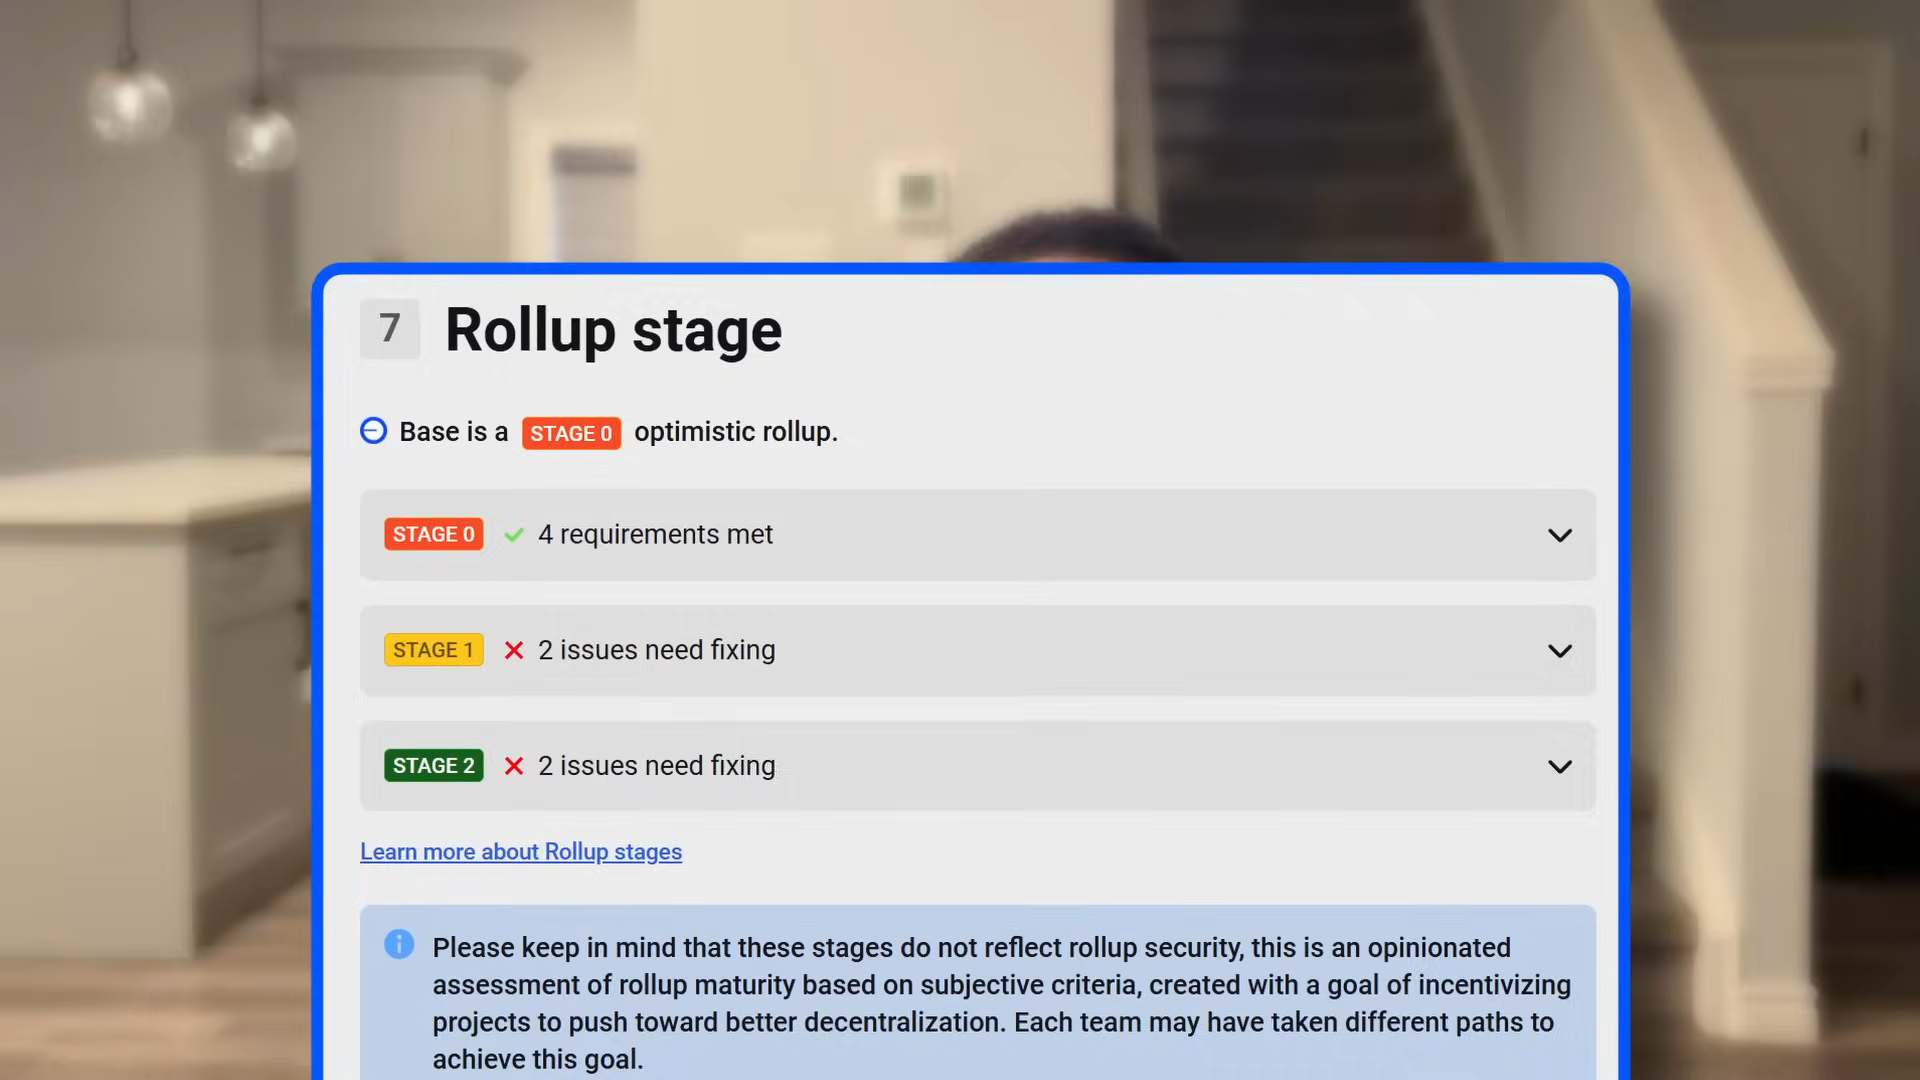 7 Rollup stage
Base is a STAGE 0 optimistic rollup.
STAGE 0 4 requirements met
STAGE 1 2 issues need fixing
STAGE 2 2 issues need fixing
Learn more about Rollup stages
Please keep in mind that these stages do not reflect rollup security, this is an opinionated
assessment of rollup maturity based on subjective criteria, created with a goal of incentivizing
projects to push toward better decentralization. Each team may have taken different paths to
achieve this goal.